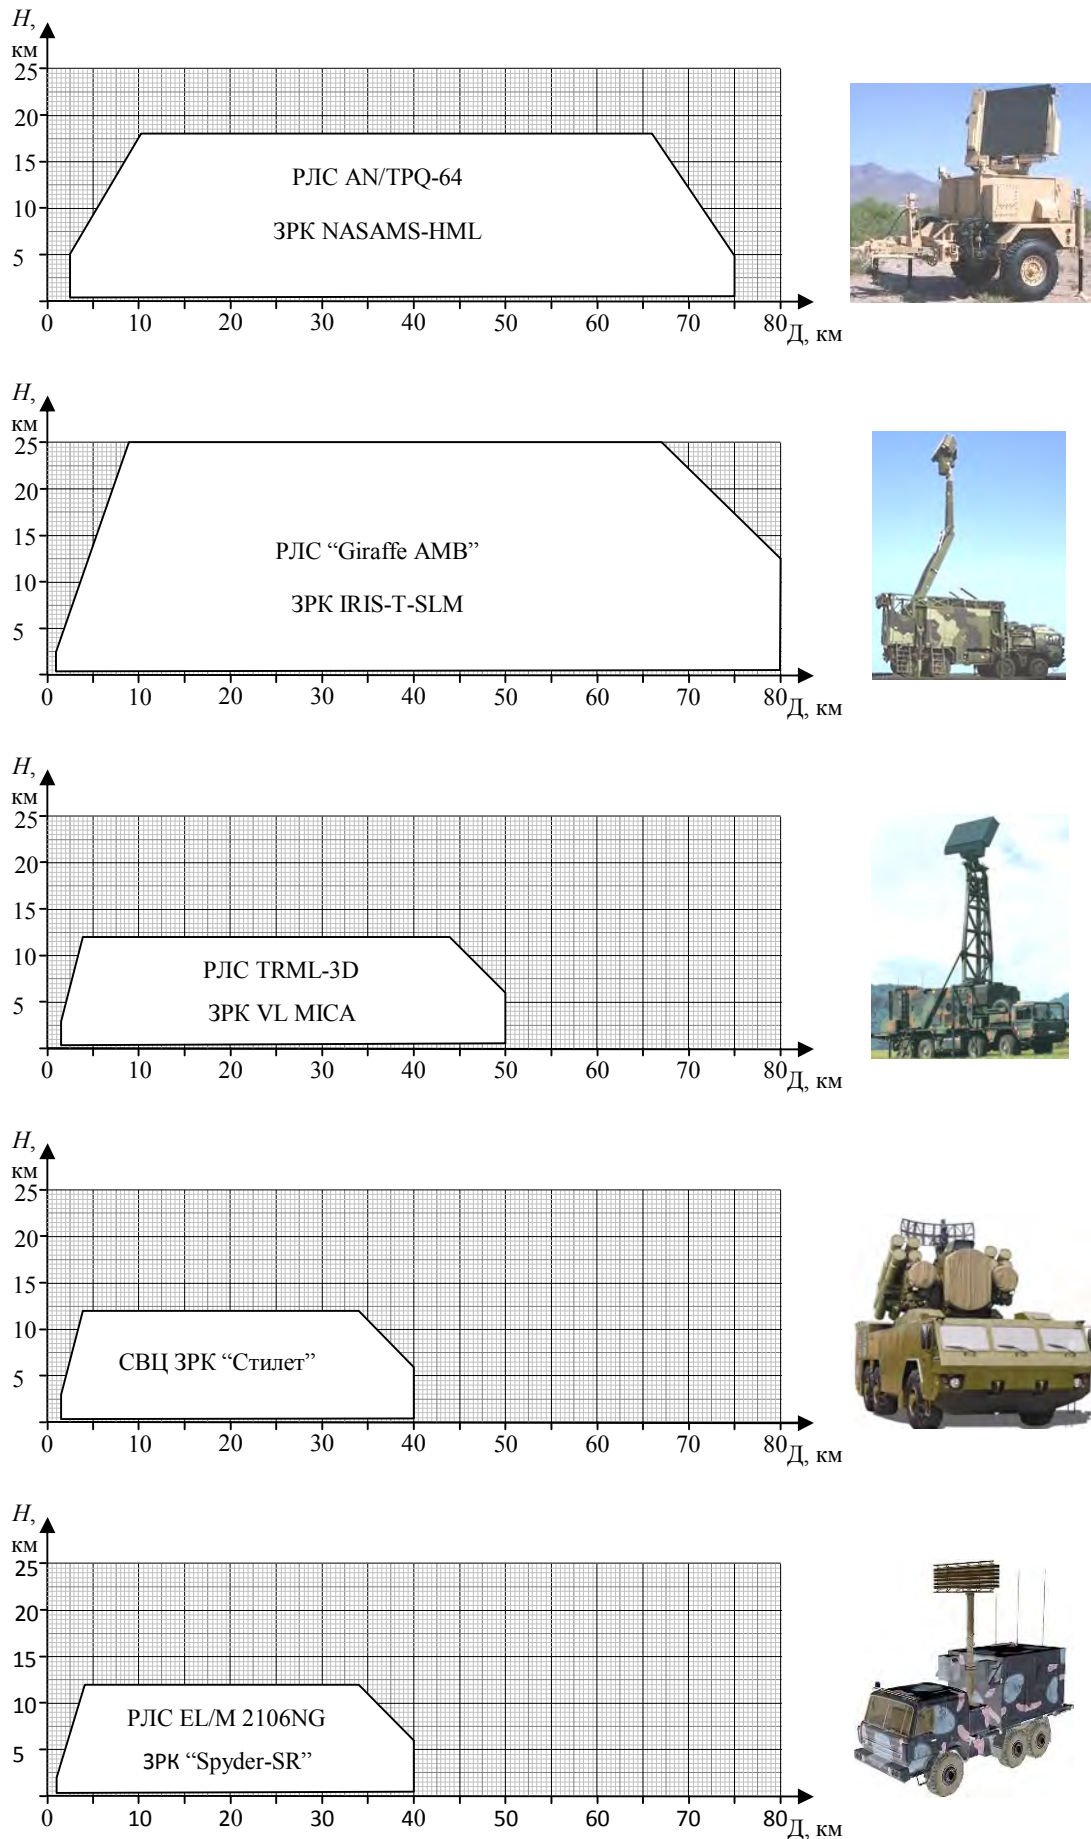 H,
км
25
20
15
10
5
РЛС AN/TPQ-64
ЗРК NASAMS-HML
0 10 20 30 40 50 60 70 80 Д, км
H,
км
25
20
15
10
5
РЛС “Giraffe AMB”
ЗРК IRIS-T-SLM
0 10 20 30 40 50 60 70 80 Д, км
H,
км
25
20
15
10
5
РЛС TRML-3D
ЗРК VL MICA
0 10 20 30 40 50 60 70 80 Д, км
H,
км
25
20
15
10
5
СВЦ ЗРК “Стилет”
0 10 20 30 40 50 60 70 80 Д, км
H,
км
25
20
15
10
5
РЛС EL/M 2106NG
ЗРК “Spyder-SR”
0 10 20 30 40 50 60 70 80 Д, км